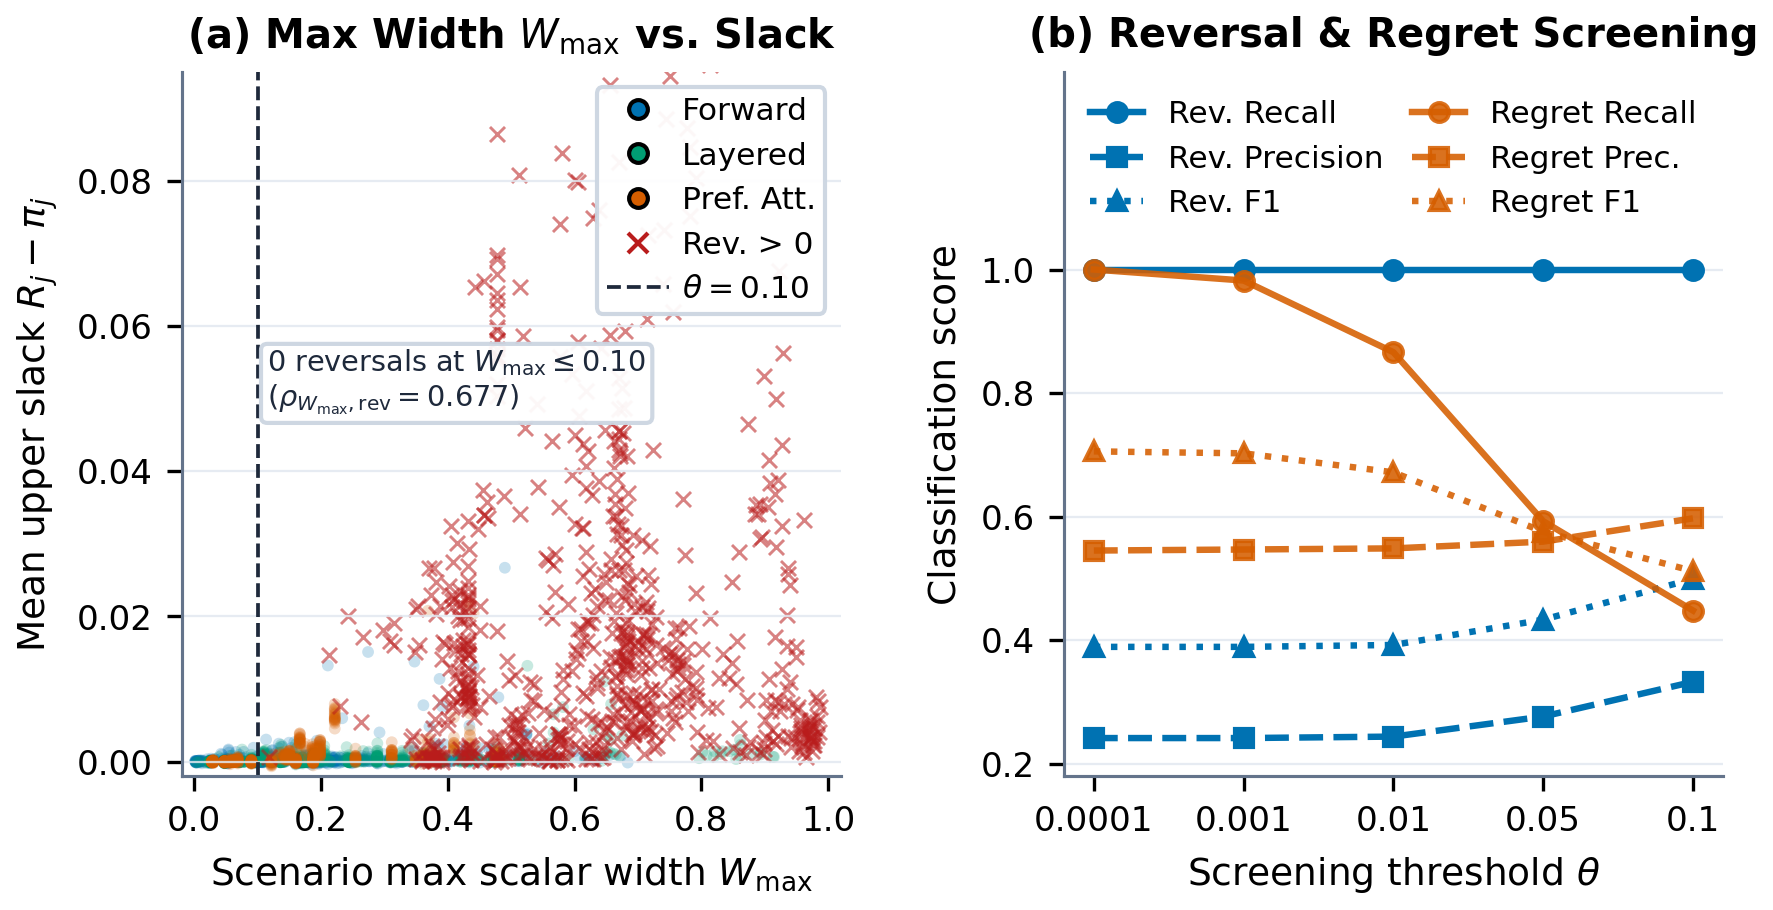 (a) Max Width W_max vs. Slack
Mean upper slack R_j − π_j
0.08
0.06
0.04
0.02
0.00
0.0 0.2 0.4 0.6 0.8 1.0
Scenario max scalar width W_max
Forward
Layered
Pref. Att.
Rev. > 0
θ = 0.10
0 reversals at W_max ≤ 0.10
(ρ_W_max,rev = 0.677)
(b) Reversal & Regret Screening
Rev. Recall
Rev. Precision
Rev. F1
Regret Recall
Regret Prec.
Regret F1
Classification score
1.0
0.8
0.6
0.4
0.2
0.0001 0.001 0.01 0.05 0.1
Screening threshold θ